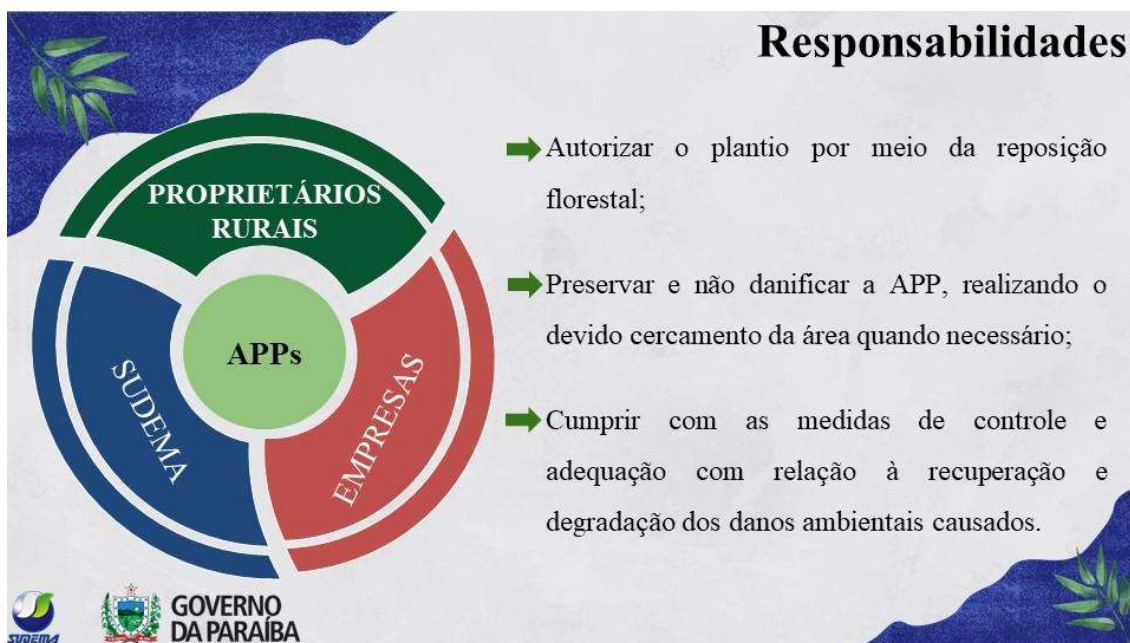 Responsabilidades
PROPRIETÁRIOS
RURAIS
APPs
SUDEMA
EMPRESAS
Autorizar o plantio por meio da reposição
florestal;
Preservar e não danificar a APP, realizando o
devido cercamento da área quando necessário;
Cumprir com as medidas de controle e
adequação com relação à recuperação e
degradação dos danos ambientais causados.
SUDEMA
GOVERNO
DA PARAÍBA